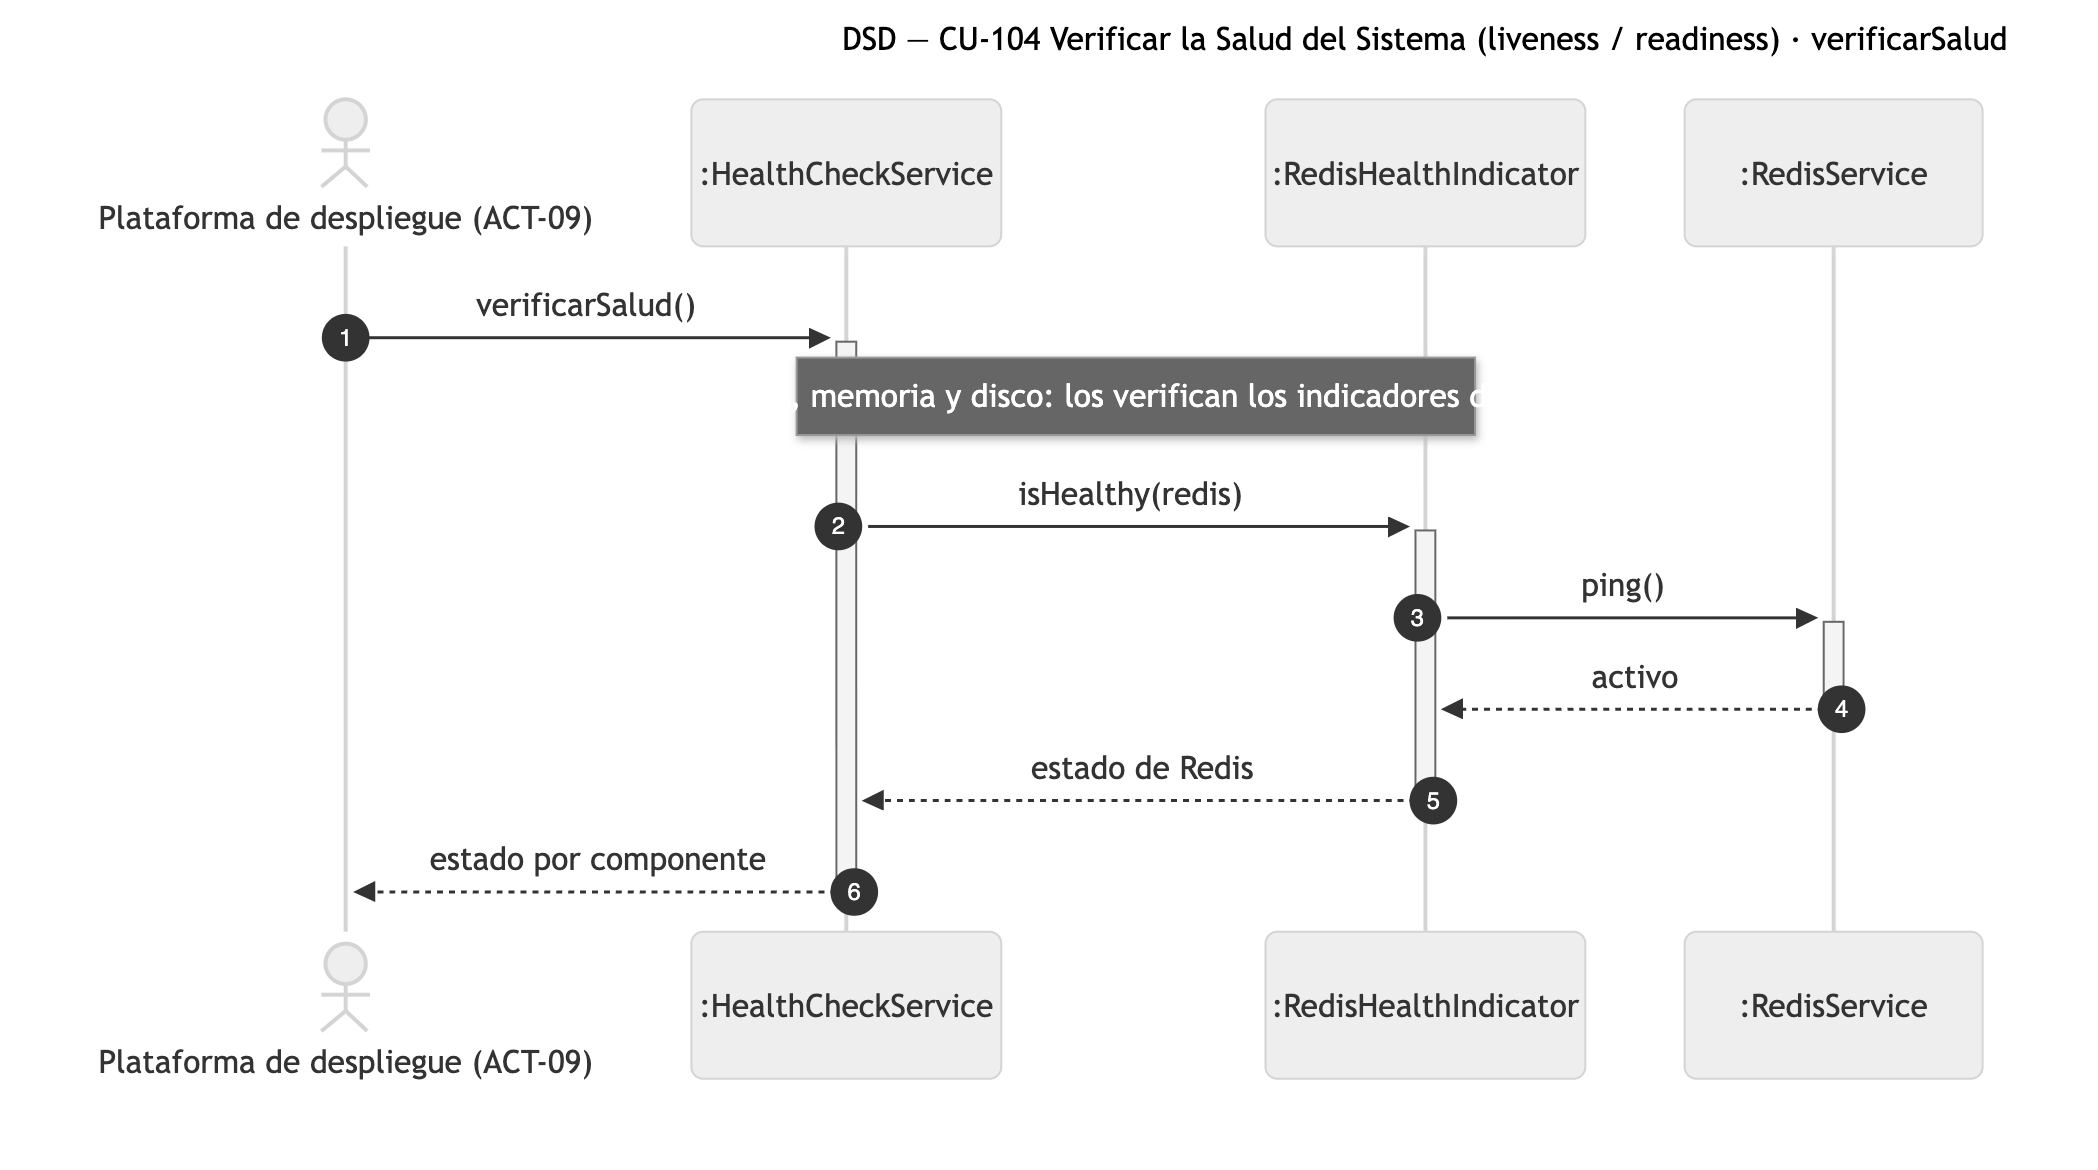 DSD — CU-104 Verificar la Salud del Sistema (liveness / readiness) · verificarSalud
Plataforma de despliegue (ACT-09)
:HealthCheckService
:RedisHealthIndicator
:RedisService
verificarSalud()
1
, memoria y disco: los verifican los indicadores
isHealthy(redis)
2
ping()
3
activo
4
estado de Redis
5
estado por componente
6
Plataforma de despliegue (ACT-09)
:HealthCheckService
:RedisHealthIndicator
:RedisService